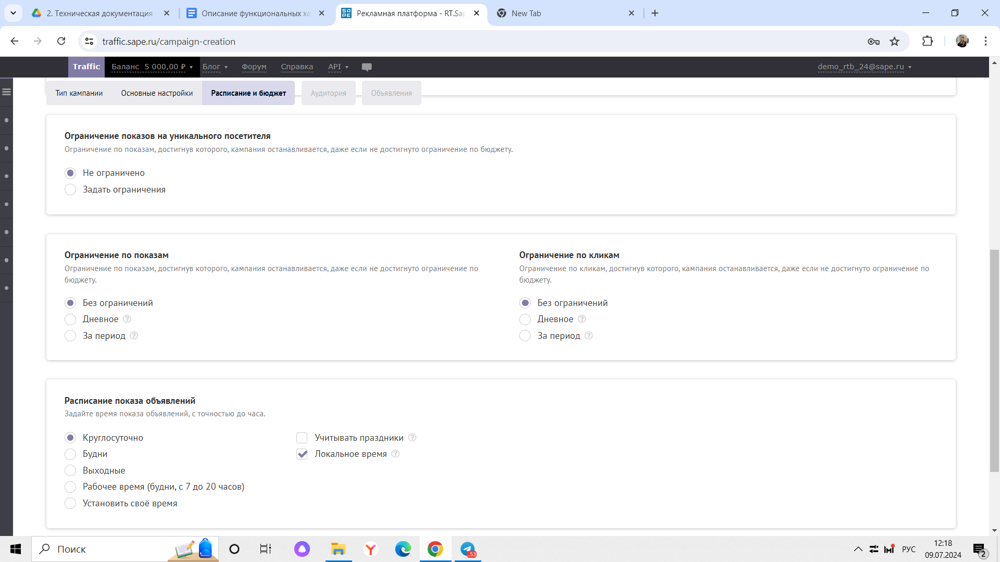 2. Техническая документация
Описание функциональных ха
Рекламная платформа - RT.Sap
New Tab
traffic.sape.ru/campaign-creation
Traffic
Баланс 5 000,00 ₽
Блог
Форум
Справка
API
demo_rtb_24@sape.ru
Тип кампании
Основные настройки
Расписание и бюджет
Аудитория
Объявления
Ограничение показов на уникального посетителя
Ограничение по показам, достигнув которого, кампания останавливается, даже если не достигнуто ограничение по бюджету.
Не ограничено
Задать ограничения
Ограничение по показам
Ограничение по показам, достигнув которого, кампания останавливается, даже если не достигнуто ограничение по
бюджету.
Без ограничений
Дневное ?
За период ?
Ограничение по кликам
Ограничение по кликам, достигнув которого, кампания останавливается, даже если не достигнуто ограничение по
бюджету.
Без ограничений
Дневное ?
За период ?
Расписание показа объявлений
Задайте время показа объявлений, с точностью до часа.
Круглосуточно
Будни
Выходные
Рабочее время (будни, с 7 до 20 часов)
Установить своё время
Учитывать праздники ?
Локальное время ?
Поиск
..53
РУС
12:18
09.07.2024
2